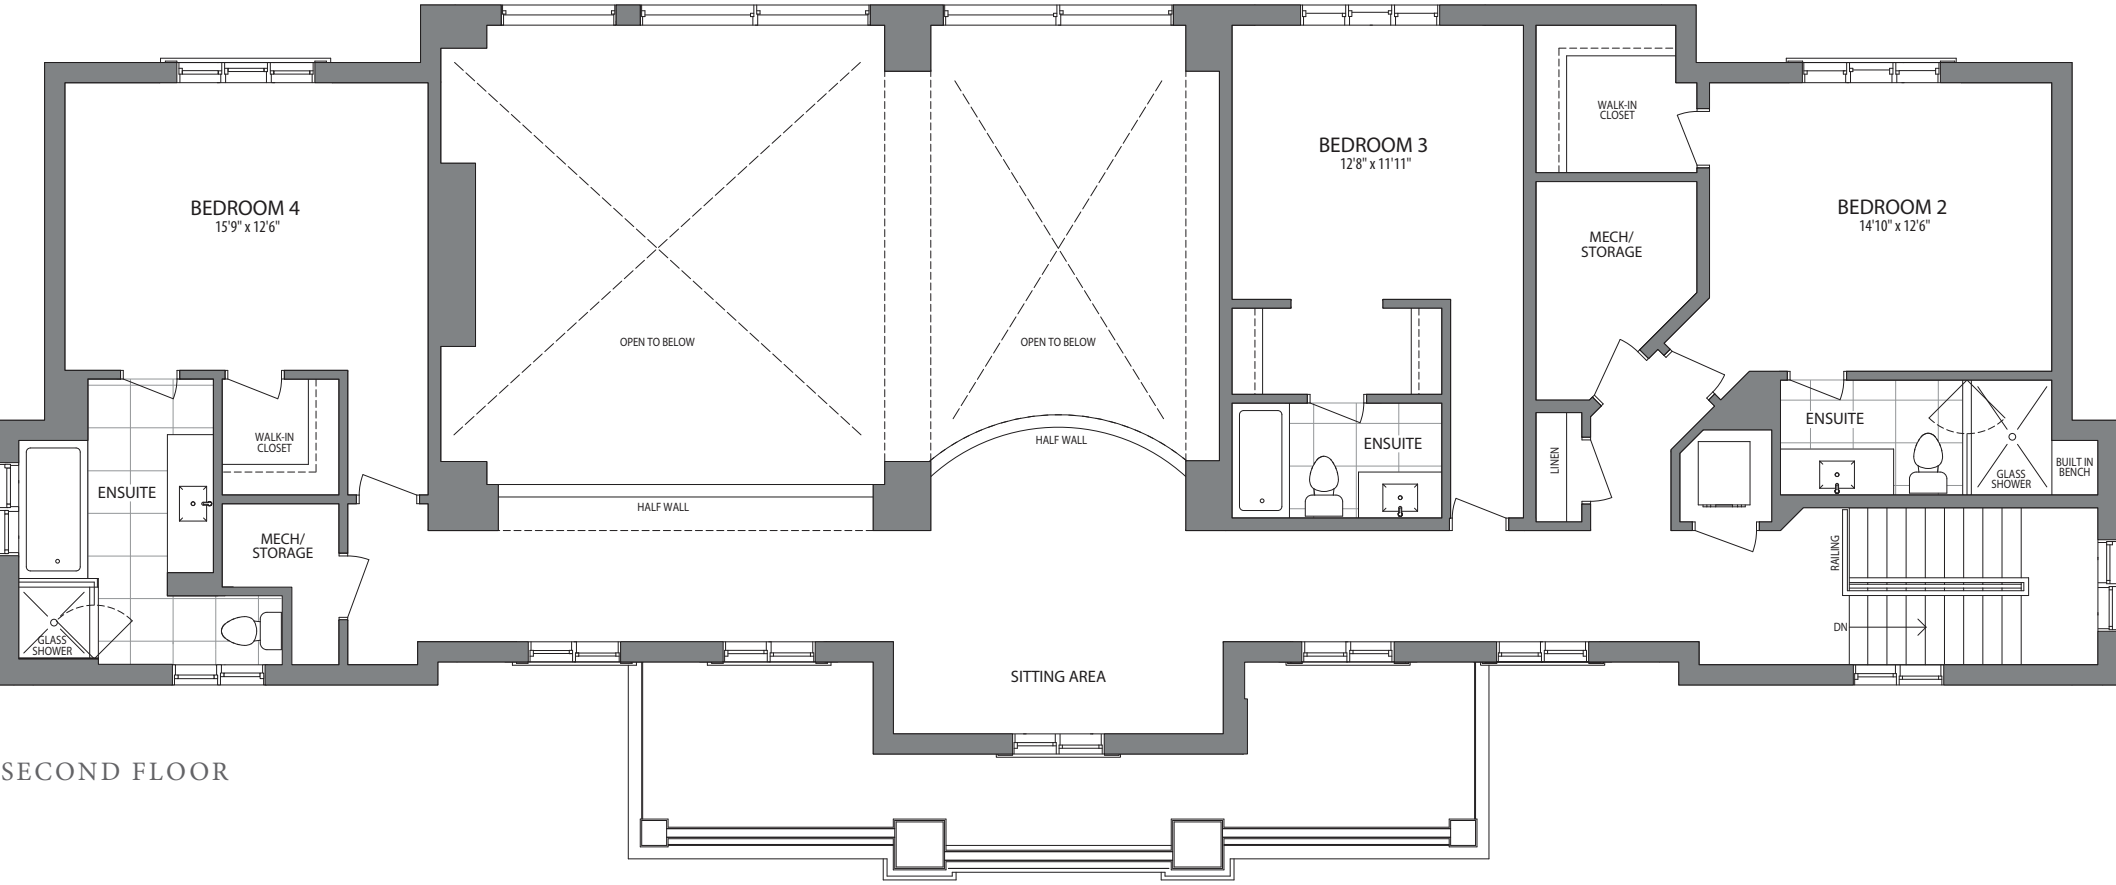 BEDROOM 4
15'9" x 12'6"
OPEN TO BELOW
OPEN TO BELOW
BEDROOM 3
12'8" x 11'11"
WALK-IN
CLOSET
MECH/
STORAGE
BEDROOM 2
14'10" x 12'6"
ENSUITE
WALK-IN
CLOSET
MECH/
STORAGE
GLASS
SHOWER
HALF WALL
HALF WALL
ENSUITE
LINEN
ENSUITE
GLASS
SHOWER
BUILT IN
BENCH
RAILING
DN
SITTING AREA
SECOND FLOOR